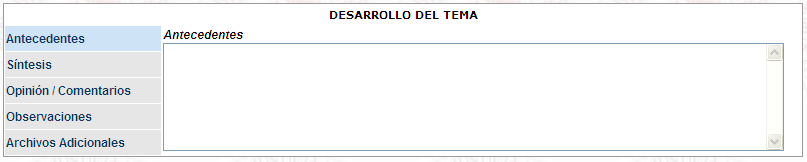 DESARROLLO DEL TEMA
Antecedentes
Antecedentes
Síntesis
Opinión / Comentarios
Observaciones
Archivos Adicionales